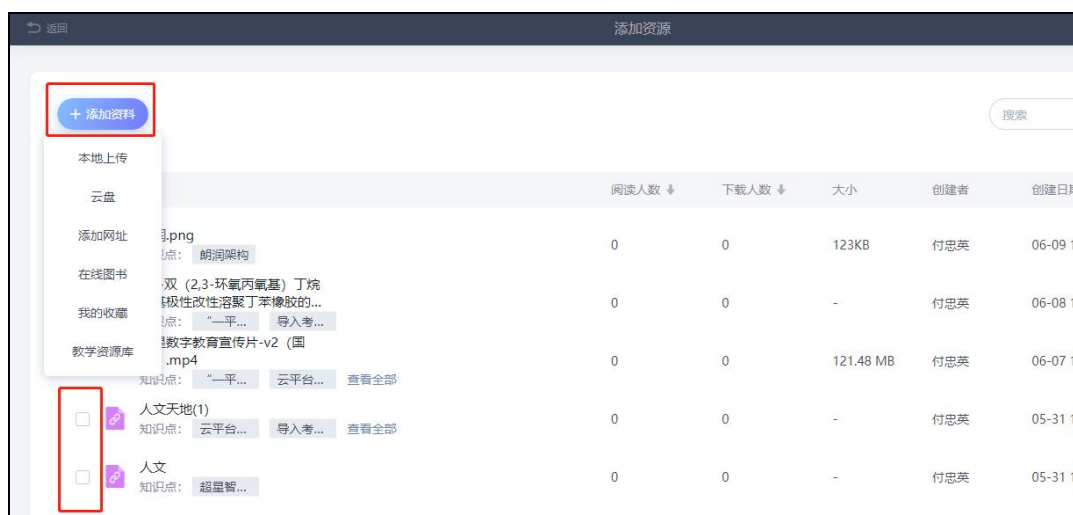 返回
添加资源
+ 添加资料
搜索
本地上传
云盘
添加网址
在线图书
我的收藏
教学资源库
阅读人数 下载人数 大小 创建者 创建日
.png 0 0 123KB 付忠英 06-09
点： 朗润架构
双（2,3-环氧丙氧基）丁烷
极性改性溶聚丁苯橡胶的... 0 0 - 付忠英 06-08
点： “一平... 导入考...
数字教育宣传片-v2（国
.mp4 0 0 121.48 MB 付忠英 06-07
知识点： “一平... 云平台... 查看全部
人文天地(1) 0 0 - 付忠英 05-31
知识点： 云平台... 导入考... 查看全部
人文 0 0 - 付忠英 05-31
知识点： 超星智...